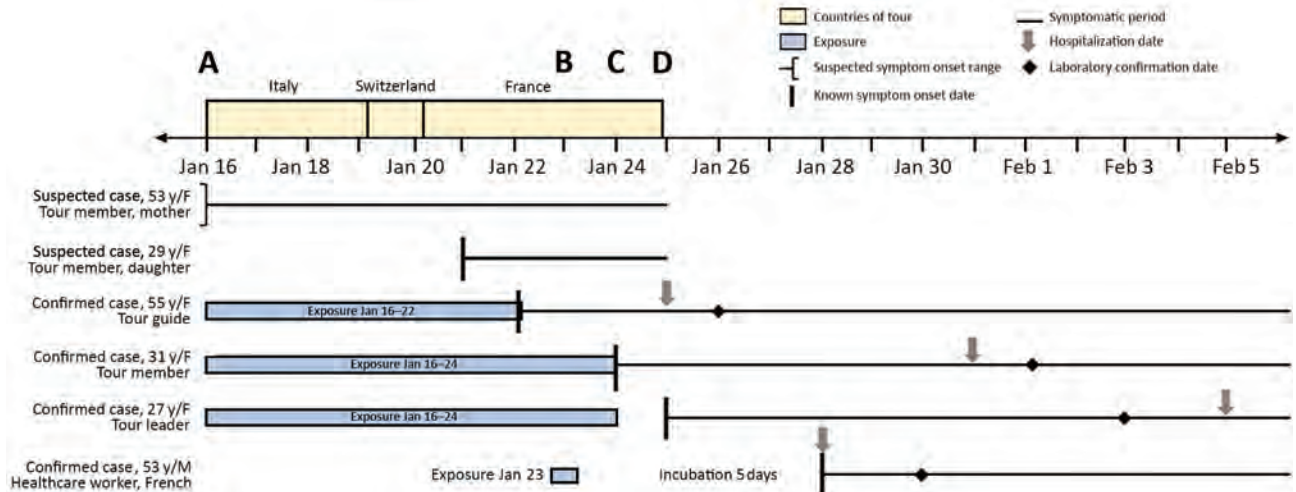 Countries of tour
Symptomatic period
Exposure
Hospitalization date
Suspected symptom onset range
Laboratory confirmation date
Known symptom onset date
A
B
C
D
Italy
Switzerland
France
Jan 16
Jan 18
Jan 20
Jan 22
Jan 24
Jan 26
Jan 28
Jan 30
Feb 1
Feb 3
Feb 5
Suspected case, 53 y/F
Tour member, mother
Suspected case, 29 y/F
Tour member, daughter
Confirmed case, 55 y/F
Tour guide
Exposure Jan 16–22
Confirmed case, 31 y/F
Tour member
Exposure Jan 16–24
Confirmed case, 27 y/F
Tour leader
Exposure Jan 16–24
Confirmed case, 53 y/M
Healthcare worker, French
Exposure Jan 23
Incubation 5 days